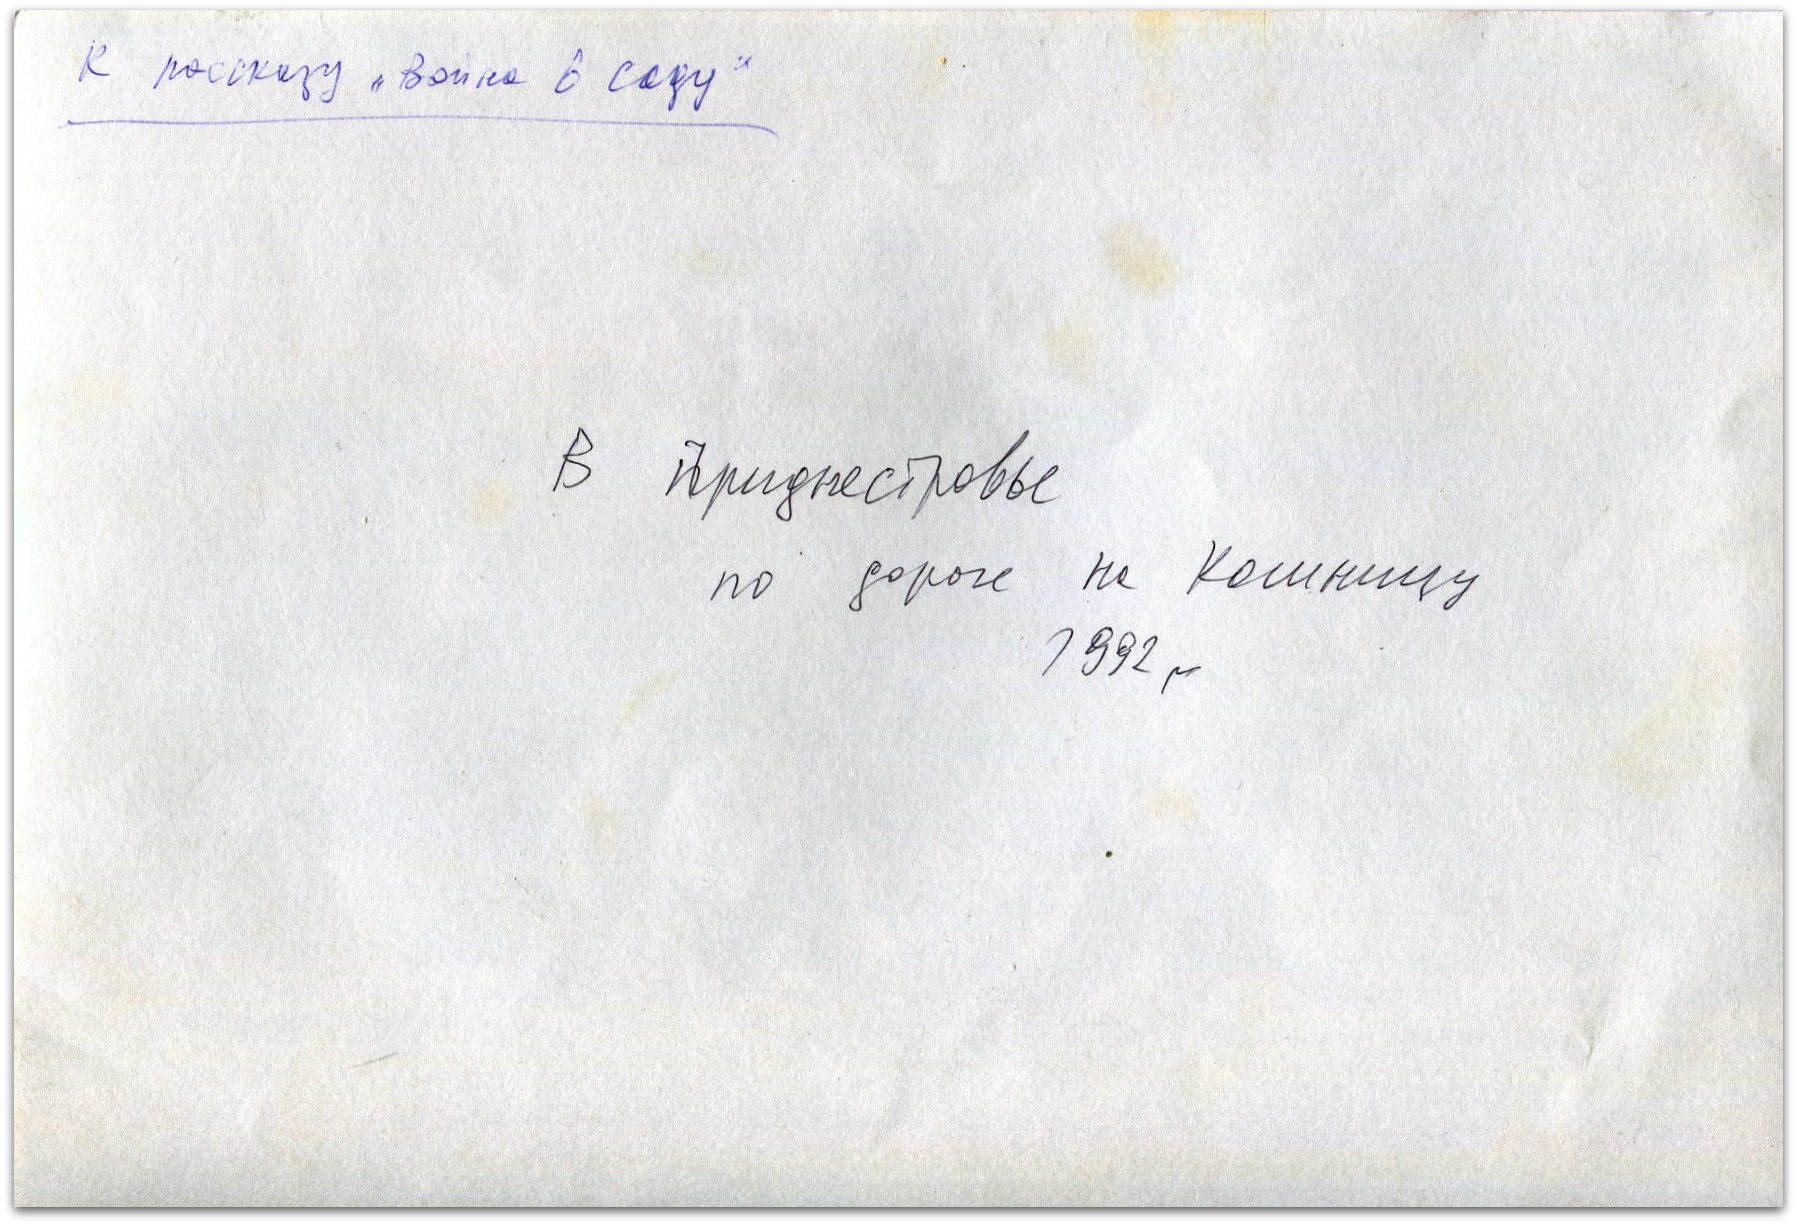 К рассказу „Война в саду"
В Приднестровье
по дороге на Кошницу
1992 г